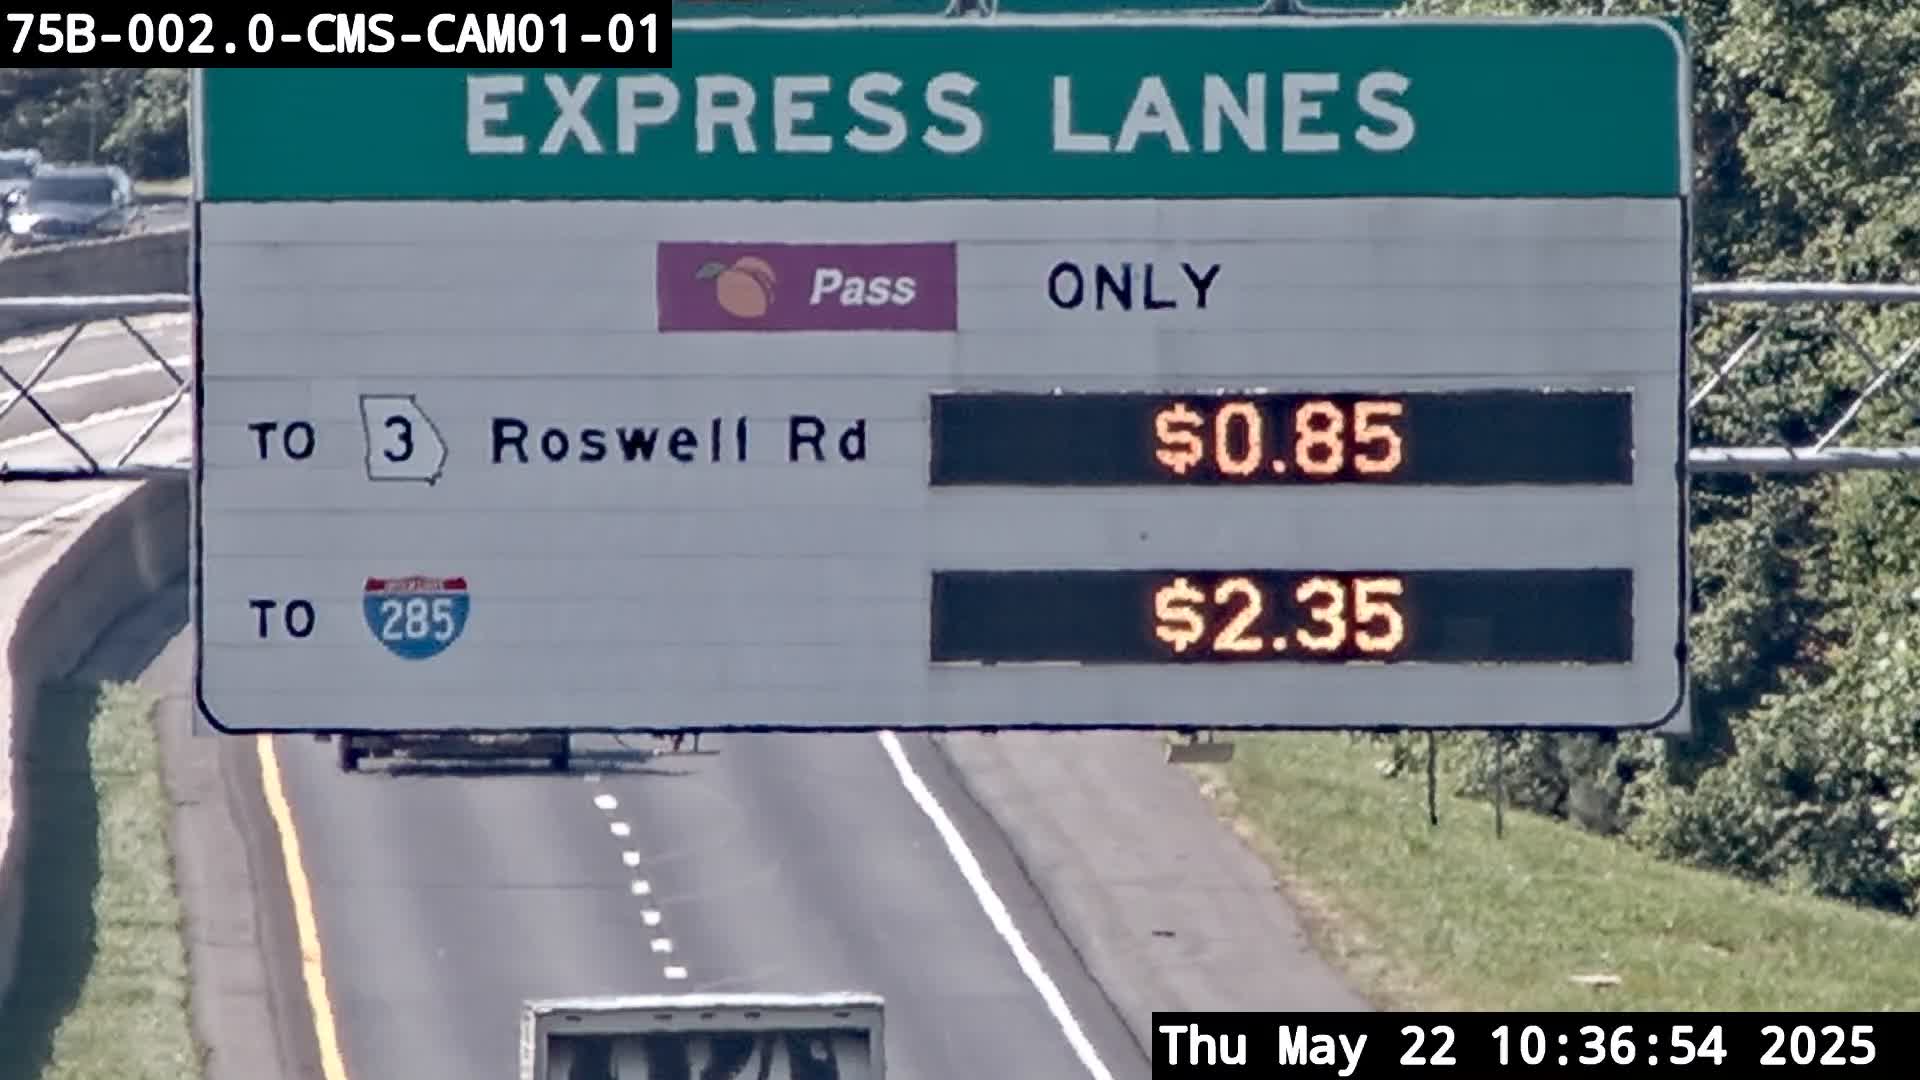 75B-002.0-CMS-CAM01-01
EXPRESS LANES
Pass ONLY
TO 3 Roswell Rd $0.85
TO 285 $2.35
Thu May 22 10:36:54 2025